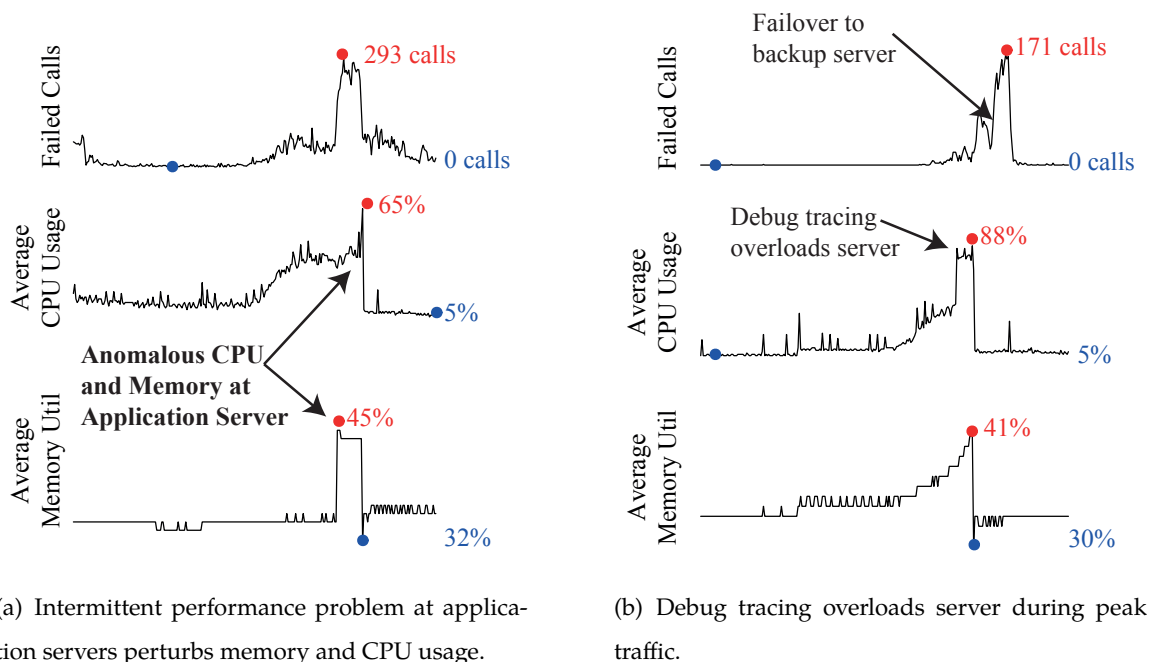 Failed Calls
293 calls
0 calls
Average
CPU Usage
65%
5%
Anomalous CPU
and Memory at
Application Server
Average
Memory Util
45%
32%
(a) Intermittent performance problem at applica-
tion servers perturbs memory and CPU usage.
Failed Calls
Failover to
backup server
171 calls
0 calls
Average
CPU Usage
Debug tracing
overloads server
88%
5%
Average
Memory Util
41%
30%
(b) Debug tracing overloads server during peak
traffic.